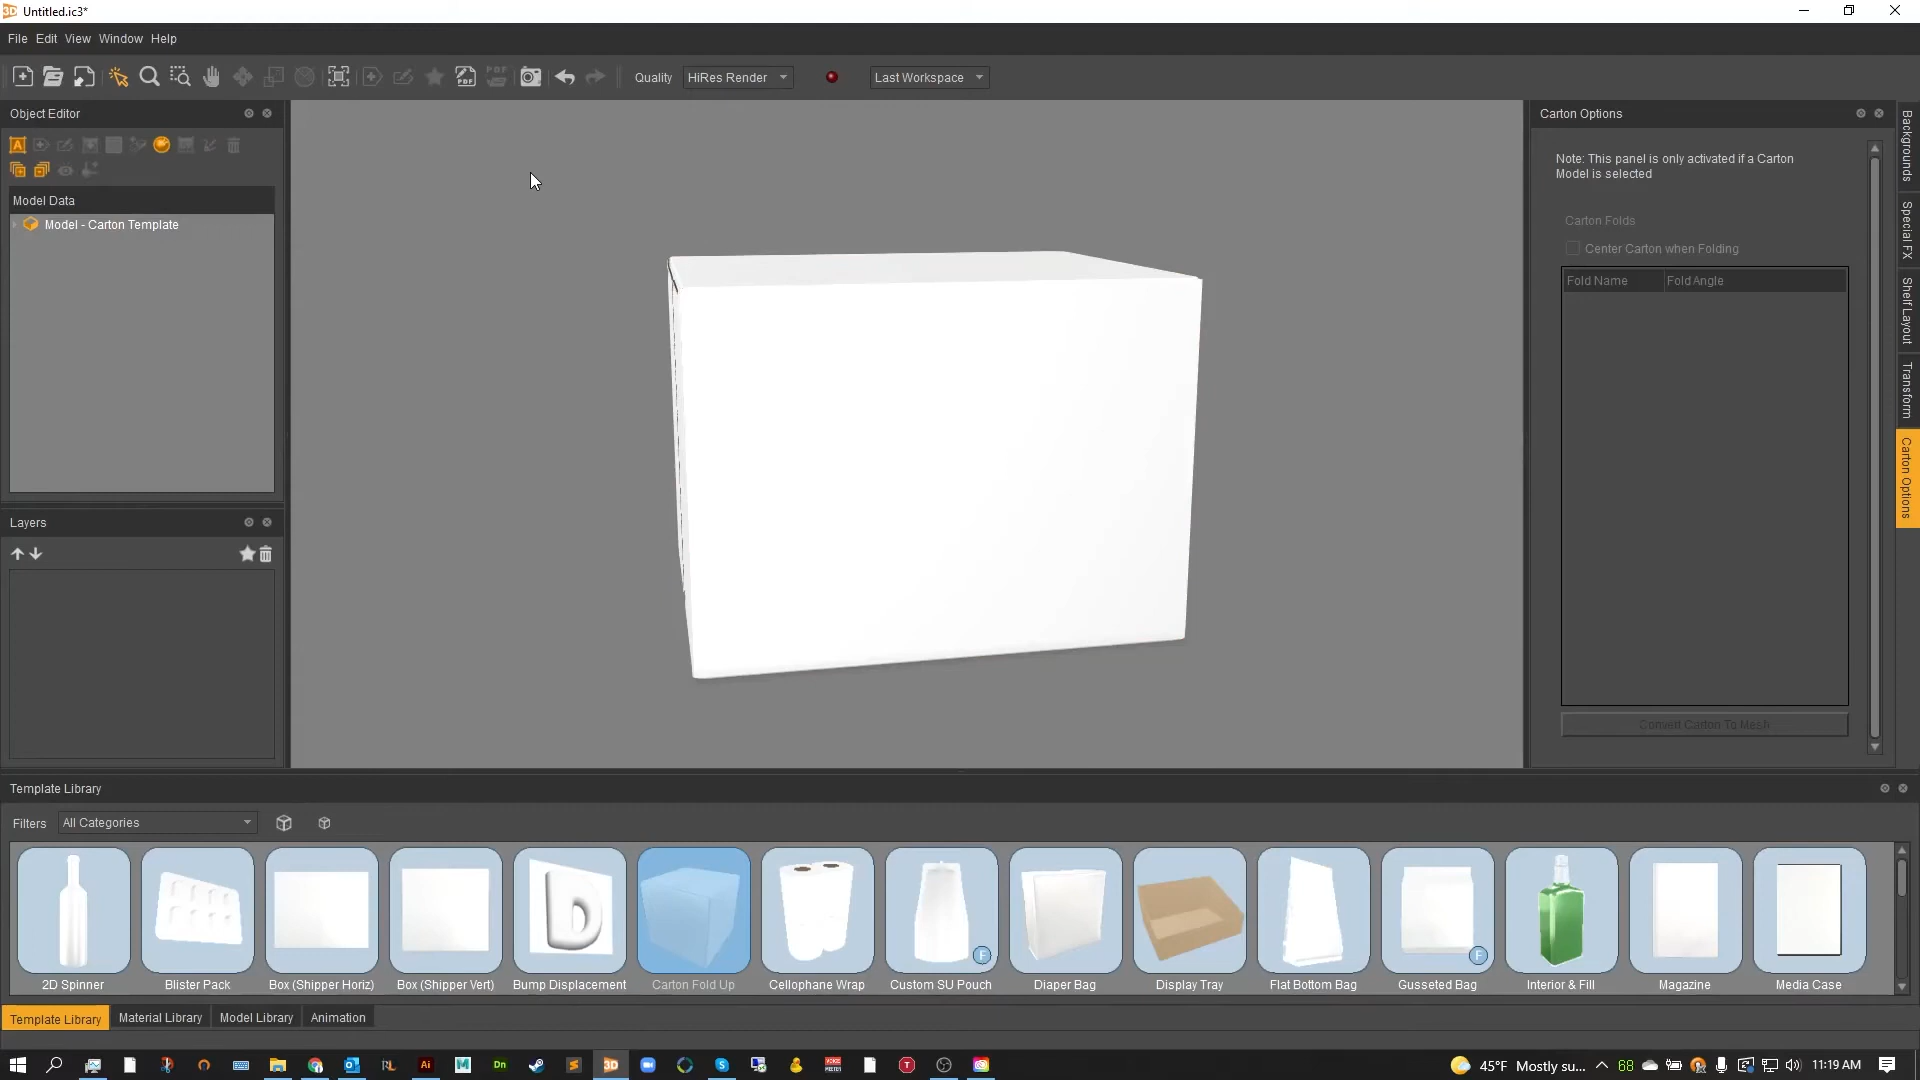 Untitled.ic3*
File Edit View Window Help
Quality HiRes Render Last Workspace
Object Editor
Model Data
Model - Carton Template
Layers
Carton Options
Note: This panel is only activated if a Carton
Model is selected
Carton Folds
Center Carton when Folding
Fold Name Fold Angle
Convert Carton To Mesh
Backgrounds
Special FX
Shelf Layout
Transform
Carton Options
Template Library
Filters All Categories
2D Spinner Blister Pack Box (Shipper Horiz) Box (Shipper Vert) Bump Displacement Carton Fold Up Cellophane Wrap Custom SU Pouch Diaper Bag Display Tray Flat Bottom Bag Gusseted Bag Interior & Fill Magazine Media Case
Template Library Material Library Model Library Animation
45°F Mostly su... 68 11:19 AM